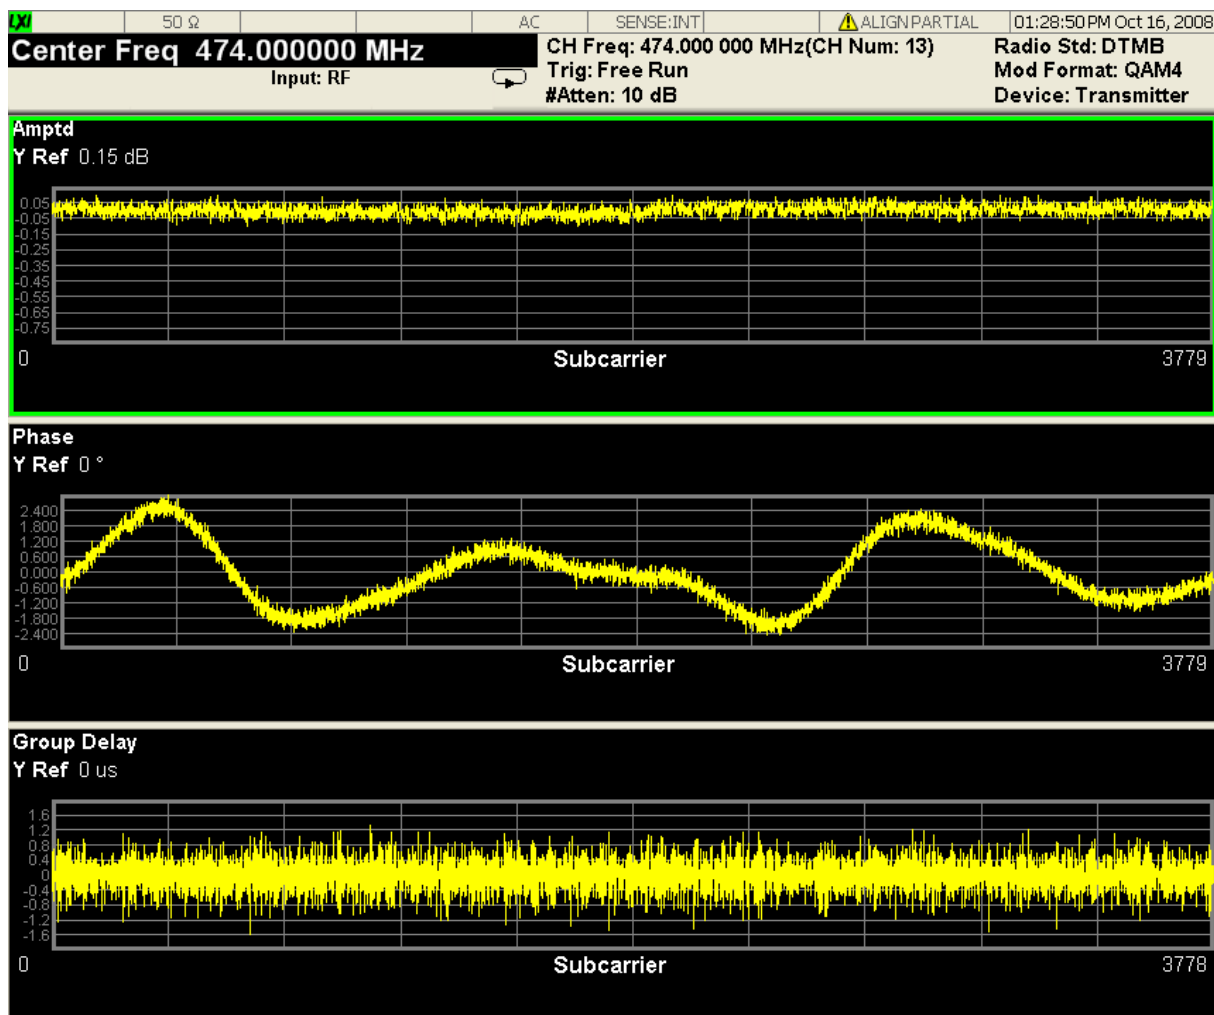 LXI 50 Ω AC SENSE:INT ALIGN PARTIAL 01:28:50 PM Oct 16, 2008
Center Freq 474.000000 MHz CH Freq: 474.000 000 MHz(CH Num: 13) Radio Std: DTMB
Input: RF Trig: Free Run Mod Format: QAM4
#Atten: 10 dB Device: Transmitter
Amptd
Y Ref 0.15 dB
0.05
-0.05
-0.15
-0.25
-0.35
-0.45
-0.55
-0.65
-0.75
0 Subcarrier 3779
Phase
Y Ref 0 °
2.400
1.800
1.200
0.600
0.000
-0.600
-1.200
-1.800
-2.400
0 Subcarrier 3779
Group Delay
Y Ref 0 us
1.6
1.2
0.8
0.4
0
-0.4
-0.8
-1.2
-1.6
0 Subcarrier 3778